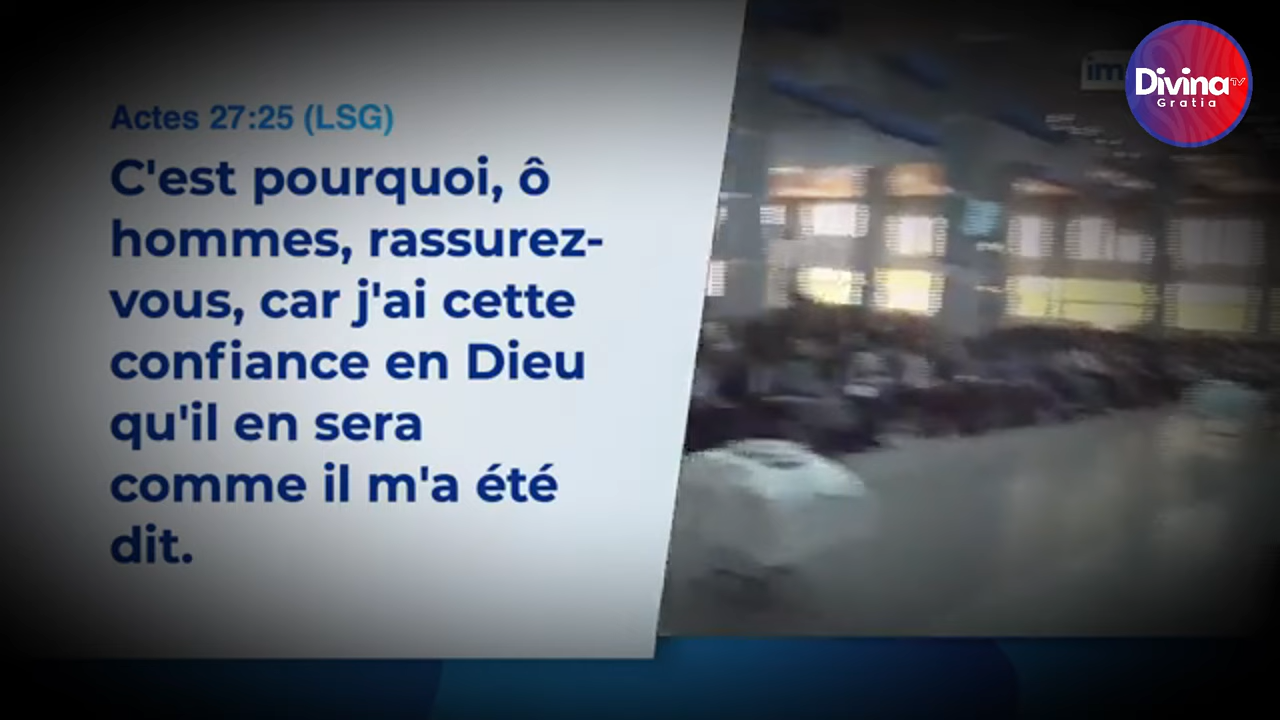 Actes 27:25 (LSG)
C'est pourquoi, ô
hommes, rassurez-
vous, car j'ai cette
confiance en Dieu
qu'il en sera
comme il m'a été
dit.
im
Divina TV
Gratia